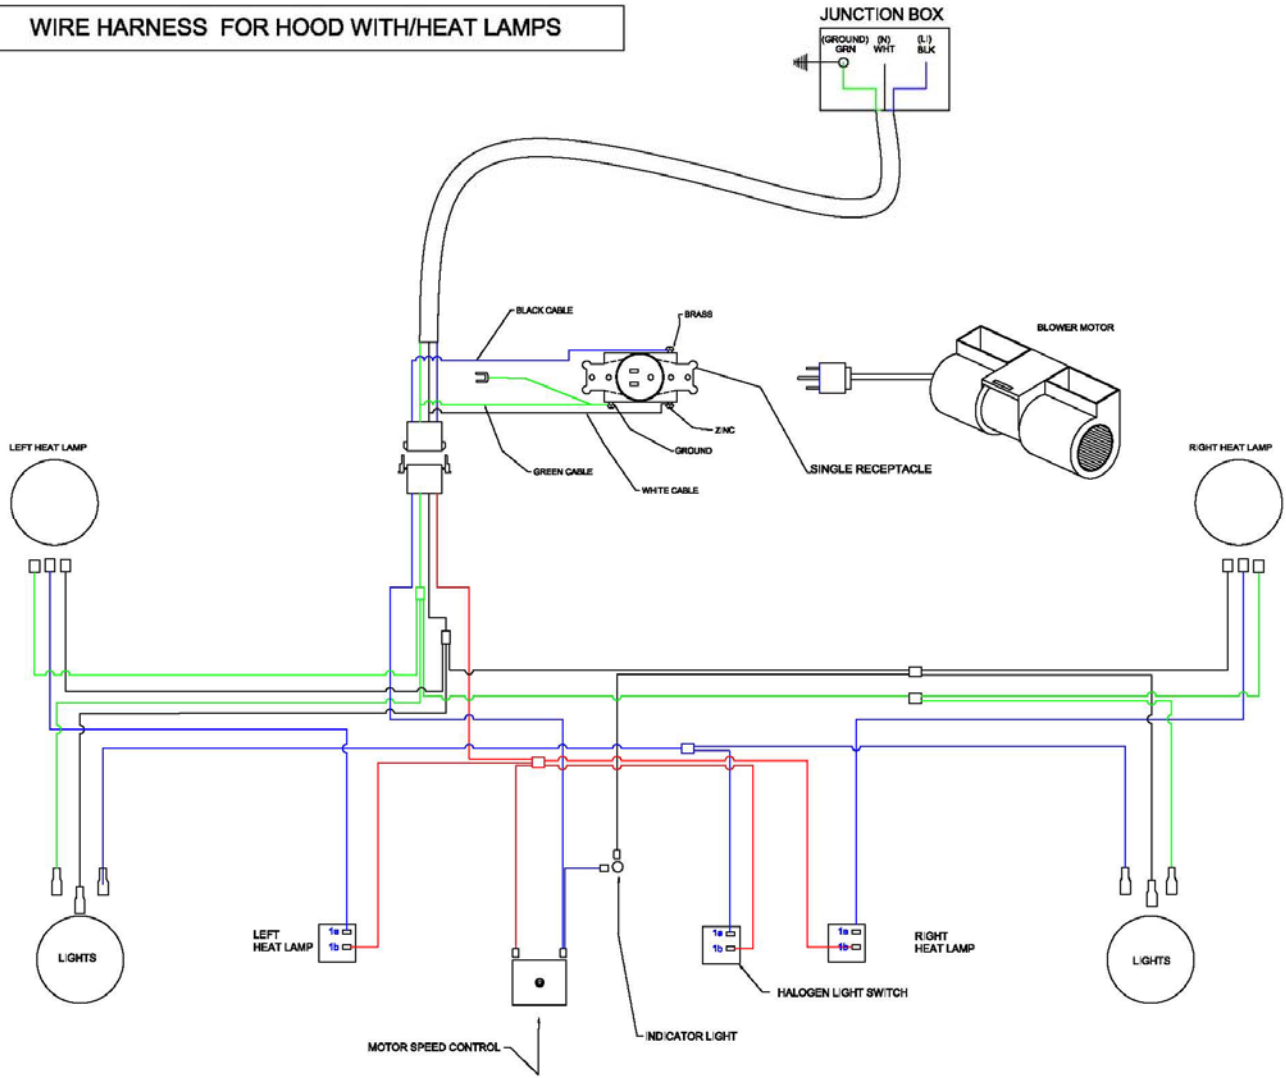 WIRE HARNESS FOR HOOD WITH/HEAT LAMPS
JUNCTION BOX
(GROUND) (N) (LI)
GRN WHT BLK
BLACK CABLE
BRASS
BLOWER MOTOR
ZINC
GROUND
SINGLE RECEPTACLE
GREEN CABLE
WHITE CABLE
LEFT HEAT LAMP
RIGHT HEAT LAMP
LEFT
HEAT LAMP
1a
1b
1a
1b
1a
1b
RIGHT
HEAT LAMP
LIGHTS
LIGHTS
HALOGEN LIGHT SWITCH
INDICATOR LIGHT
MOTOR SPEED CONTROL